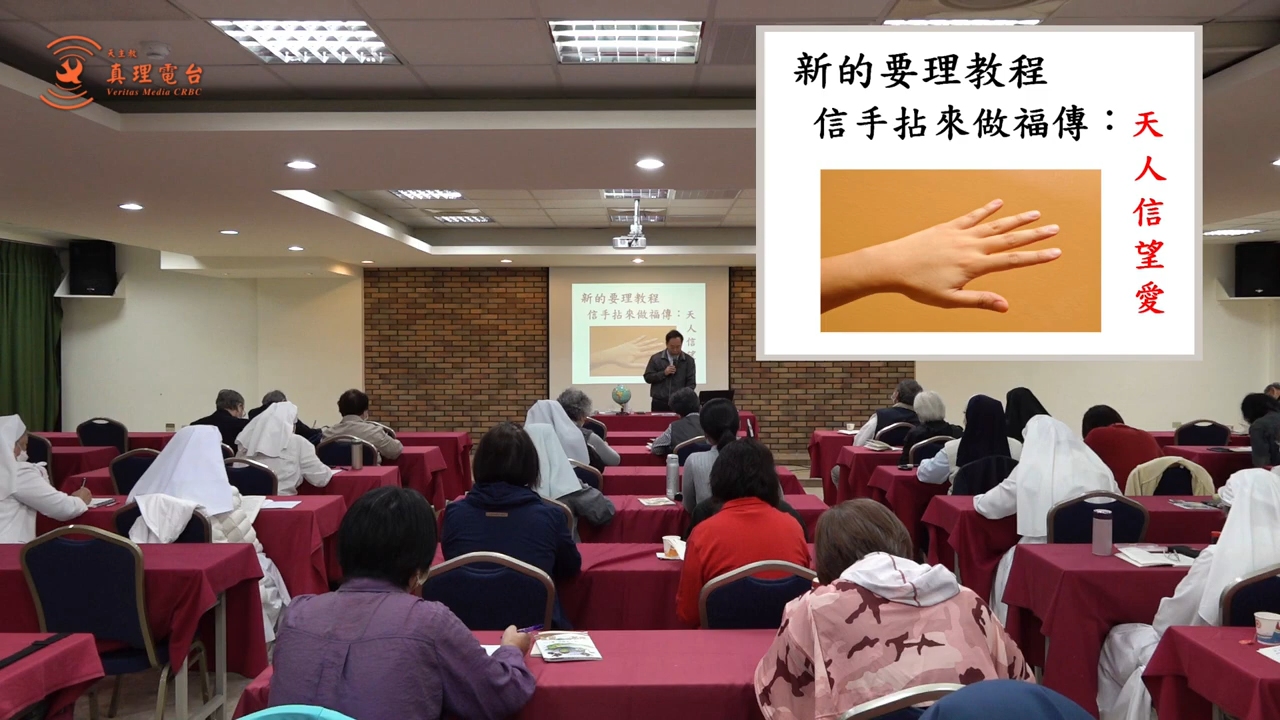 天主教
真理電台
Veritas Media CRBC
新的要理教程
信手拈來做福傳：天人信望愛
新的要理教程
信手拈來做福傳：天人信